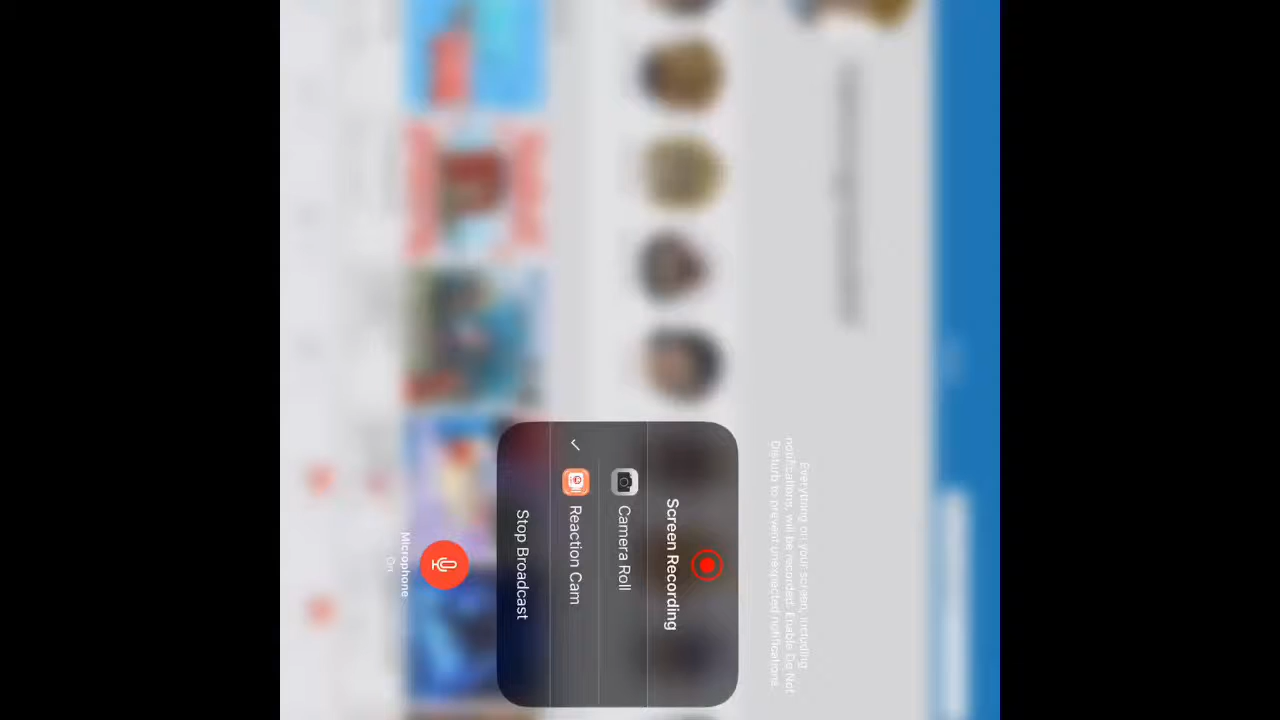 Everything on your screen, including
notifications, will be recorded. Enable Do Not
Disturb to prevent unexpected notifications.
Screen Recording
Camera Roll
Reaction Cam
Stop Broadcast
Microphone
On